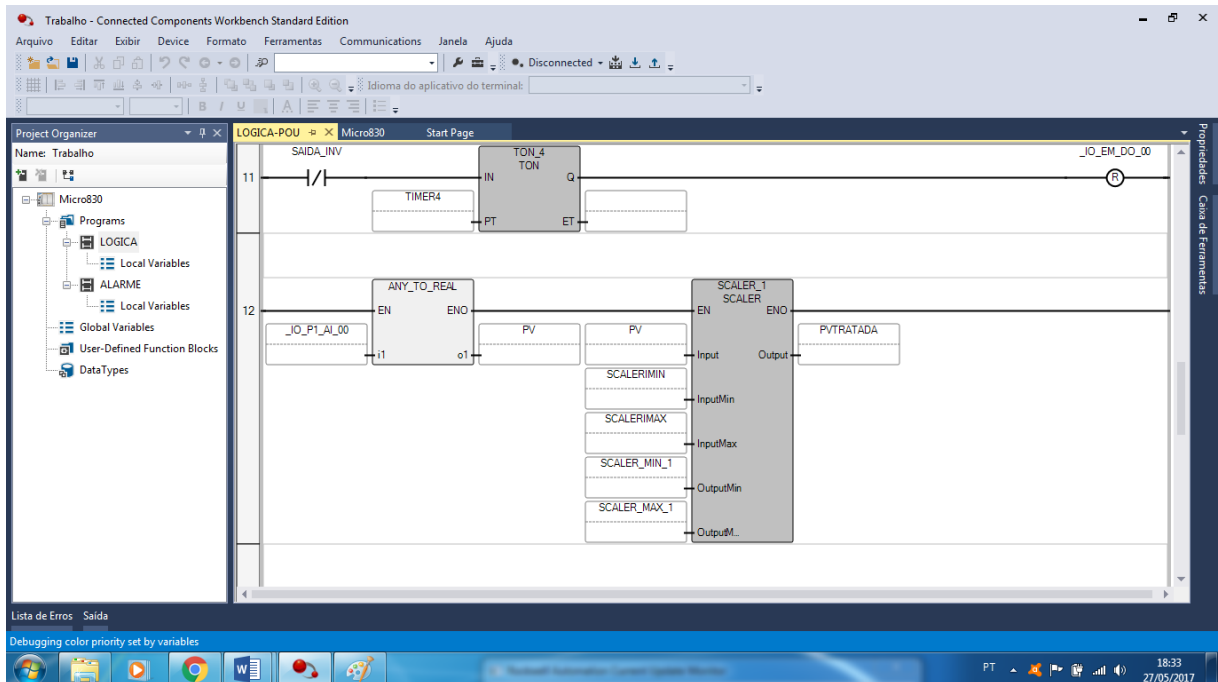 Trabalho - Connected Components Workbench Standard Edition
Arquivo Editar Exibir Device Formato Ferramentas Communications Janela Ajuda
Disconnected
Idioma do aplicativo do terminal:
B I U A
Project Organizer
Name: Trabalho
Micro830
Programs
LOGICA
Local Variables
ALARME
Local Variables
Global Variables
User-Defined Function Blocks
DataTypes
LOGICA-POU Micro830 Start Page
SAIDA_INV TON_4 _IO_EM_DO_00
TON
11 IN Q R
TIMER4
PT ET
ANY_TO_REAL SCALER_1
SCALER
12 EN ENO EN ENO
_IO_P1_AI_00 PV PV PVTRATADA
i1 o1 Input Output
SCALERIMIN
InputMin
SCALERIMAX
InputMax
SCALER_MIN_1
OutputMin
SCALER_MAX_1
OutputM...
Propriedades
Caixa de Ferramentas
Lista de Erros Saída
Debugging color priority set by variables
PT 18:33
27/05/2017